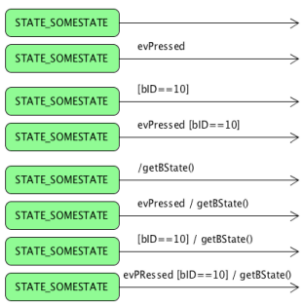 STATE_SOMESTATE
evPressed
STATE_SOMESTATE
[bID==10]
STATE_SOMESTATE
evPressed [bID==10]
STATE_SOMESTATE
/getBState()
STATE_SOMESTATE
evPressed / getBState()
STATE_SOMESTATE
[bID==10] / getBState()
STATE_SOMESTATE
evPRessed [bID==10] / getBState()
STATE_SOMESTATE